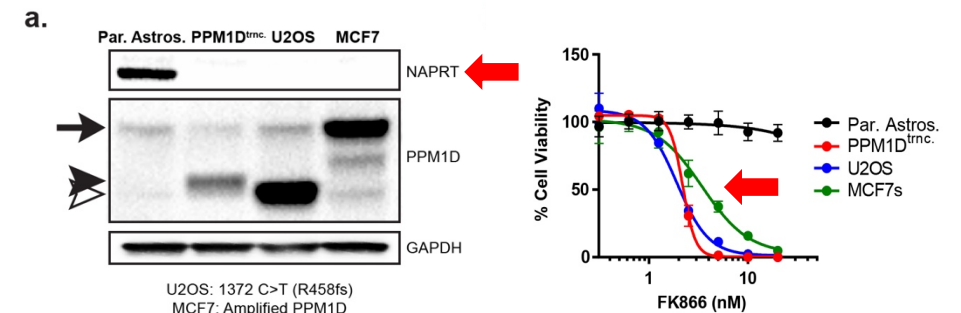 a.
Par. Astros. PPM1Dtrnc. U2OS MCF7
NAPRT
PPM1D
GAPDH
U2OS: 1372 C>T (R458fs)
MCF7: Amplified PPM1D
% Cell Viability
150
100
50
0
1 10
FK866 (nM)
Par. Astros.
PPM1Dtrnc.
U2OS
MCF7s